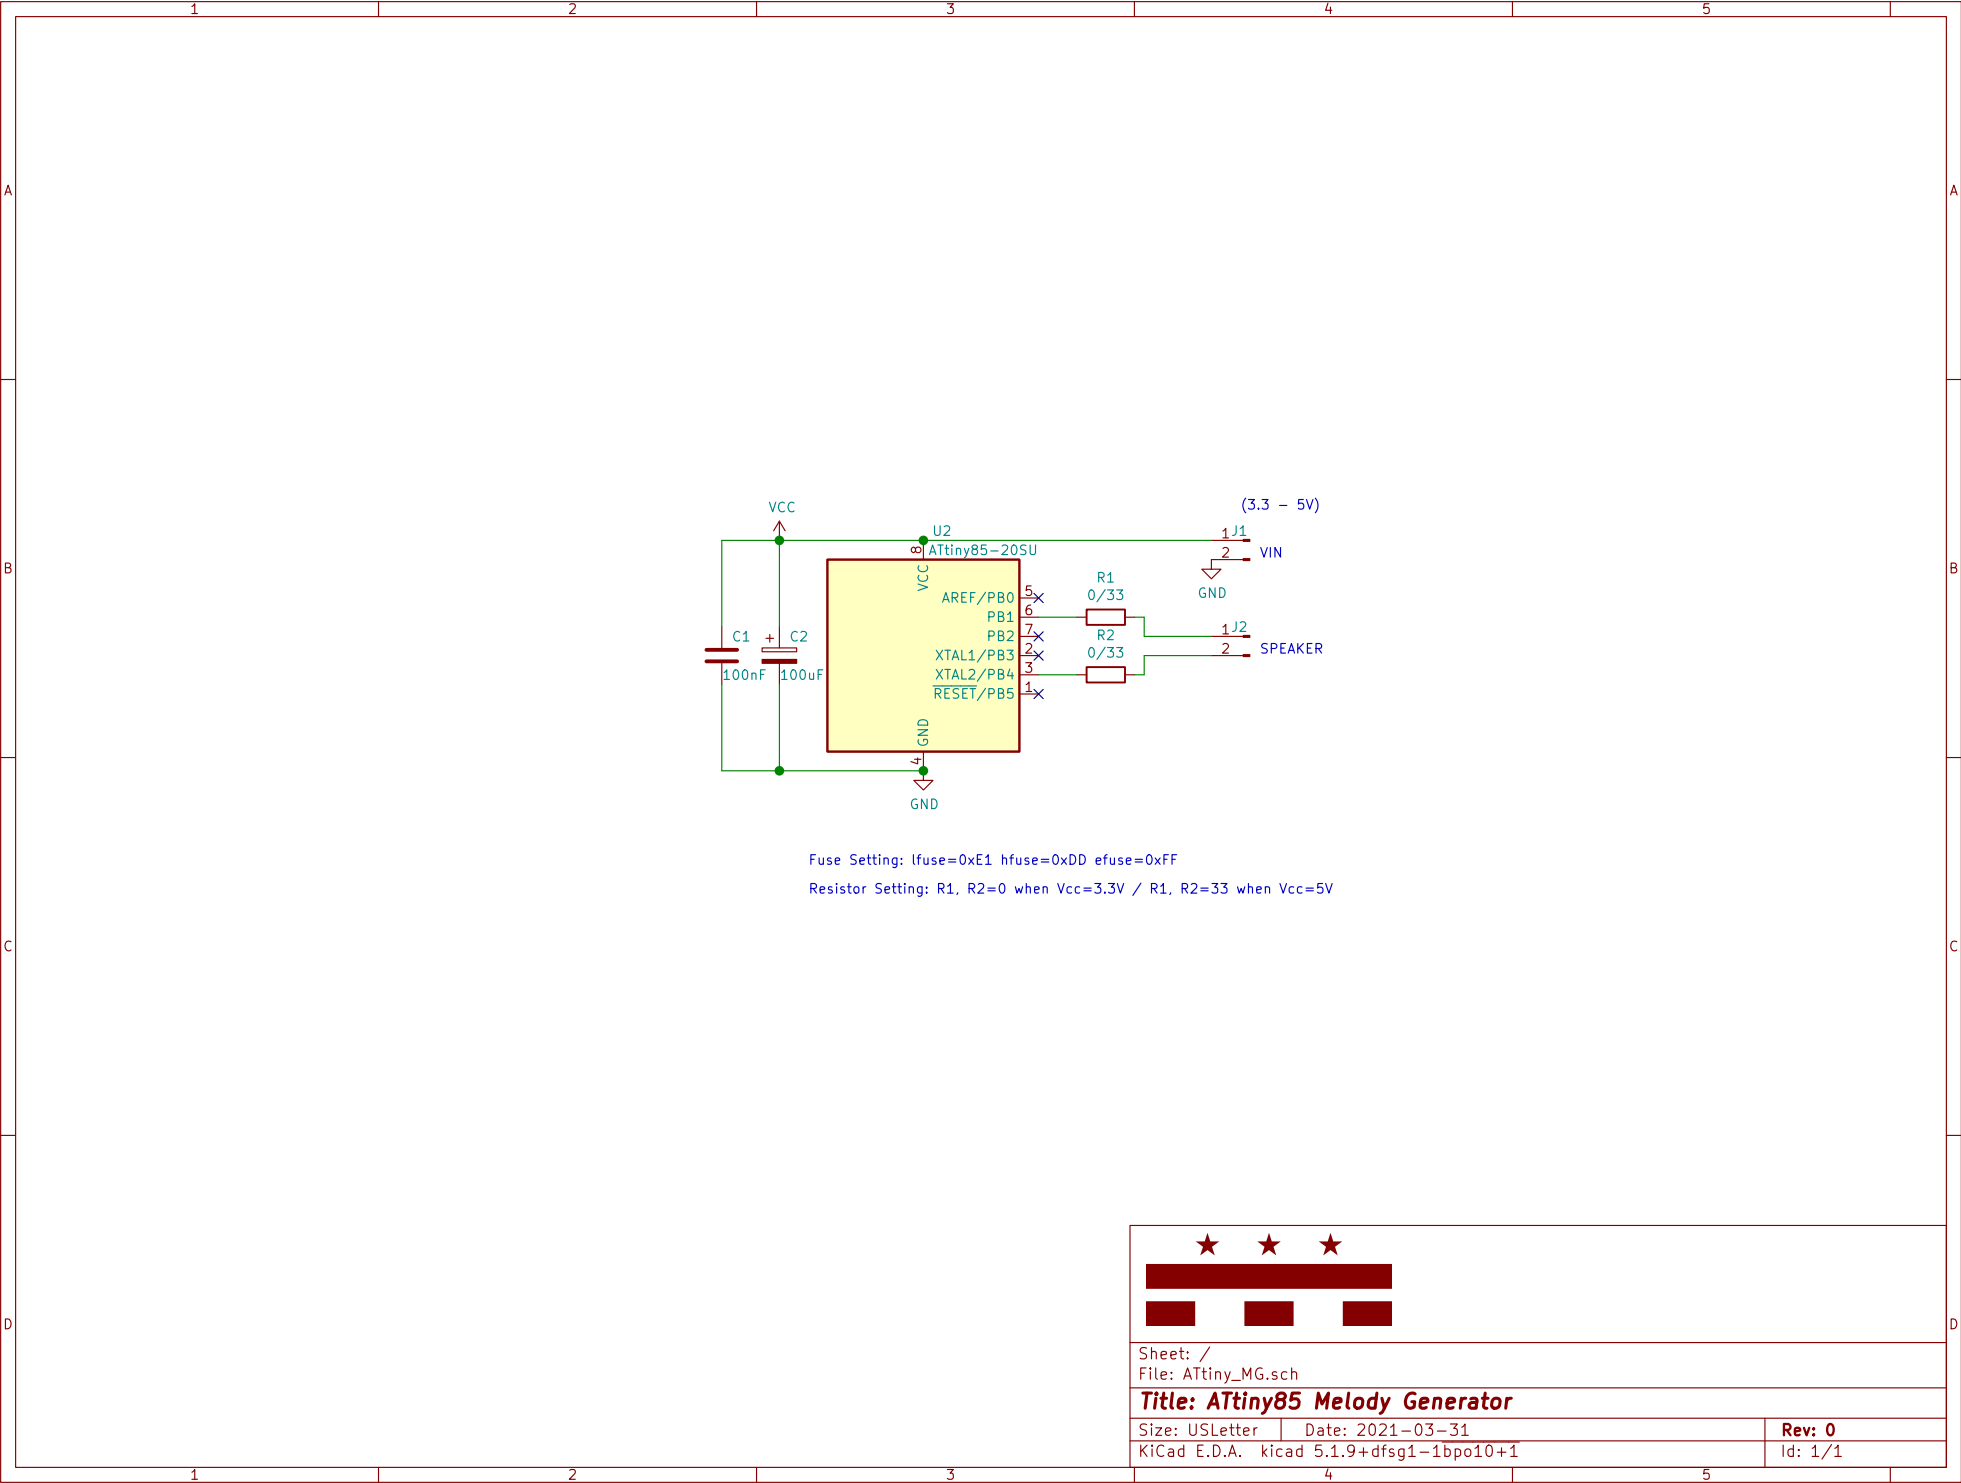 1 2 3 4 5
A A
VCC
(3.3 - 5V)
U2
ATtiny85-20SU
8
VCC
1 J1
2 VIN
GND
B B
AREF/PB0 5
PB1 6
PB2 7
XTAL1/PB3 2
XTAL2/PB4 3
RESET/PB5 1
GND
4
GND
R1
0/33
R2
0/33
1 J2
2 SPEAKER
C1
100nF
+ C2
100uF
Fuse Setting: lfuse=0xE1 hfuse=0xDD efuse=0xFF
Resistor Setting: R1, R2=0 when Vcc=3.3V / R1, R2=33 when Vcc=5V
C C
D D
Sheet: /
File: ATtiny_MG.sch
Title: ATtiny85 Melody Generator
Size: USLetter Date: 2021-03-31 Rev: 0
KiCad E.D.A. kicad 5.1.9+dfsg1-1bpo10+1 Id: 1/1
1 2 3 4 5